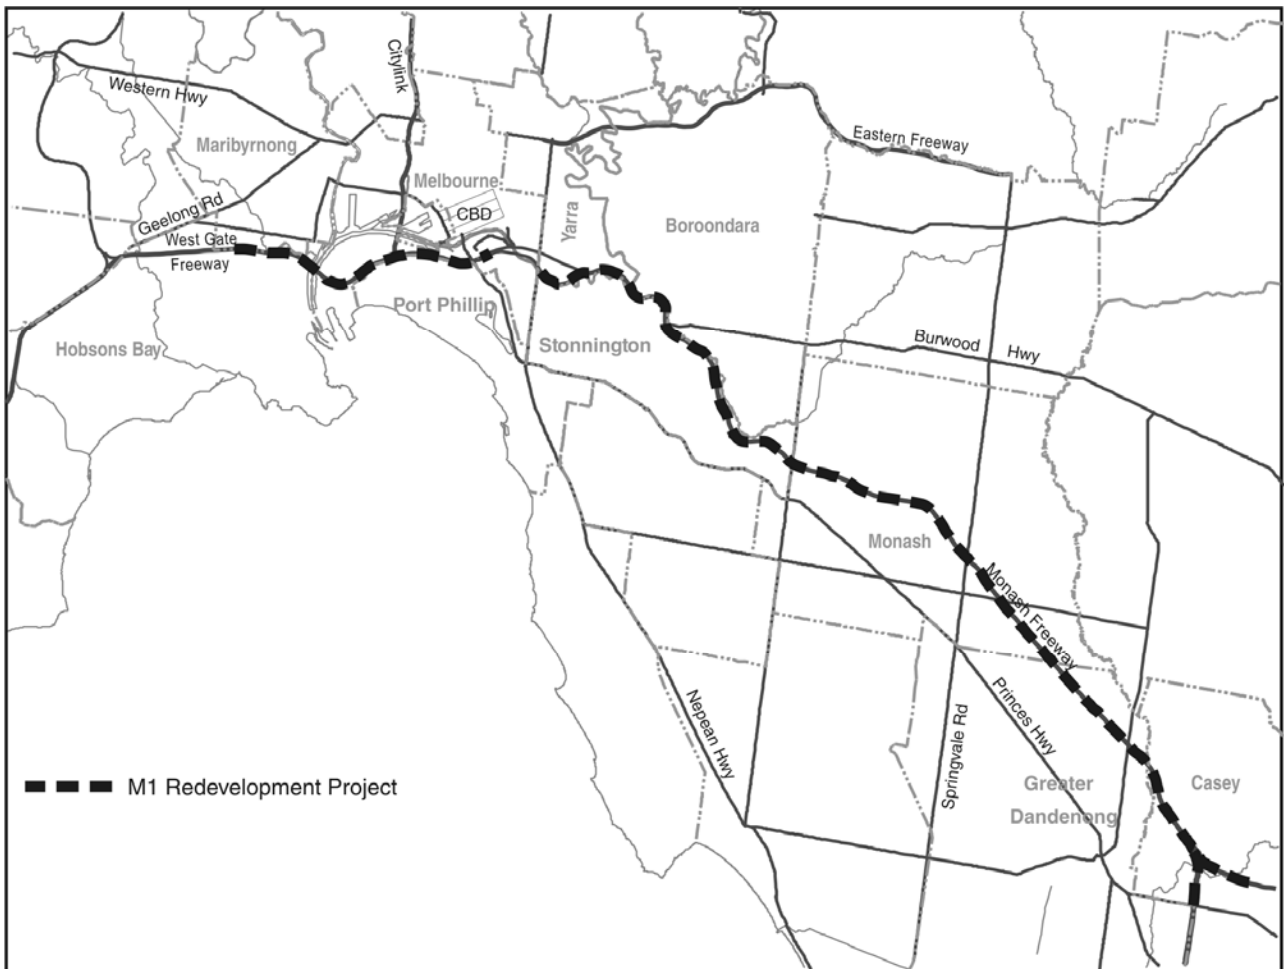 Citylink
Western Hwy
Maribyrnong
Eastern Freeway
Melbourne
CBD
Geelong Rd
Yarra
Boroondara
West Gate
Freeway
Port Phillip
Hobsons Bay
Stonnington
Burwood Hwy
Monash
Monash Freeway
Nepean Hwy
Springvale Rd
Princes Hwy
Greater
Dandenong
Casey
M1 Redevelopment Project